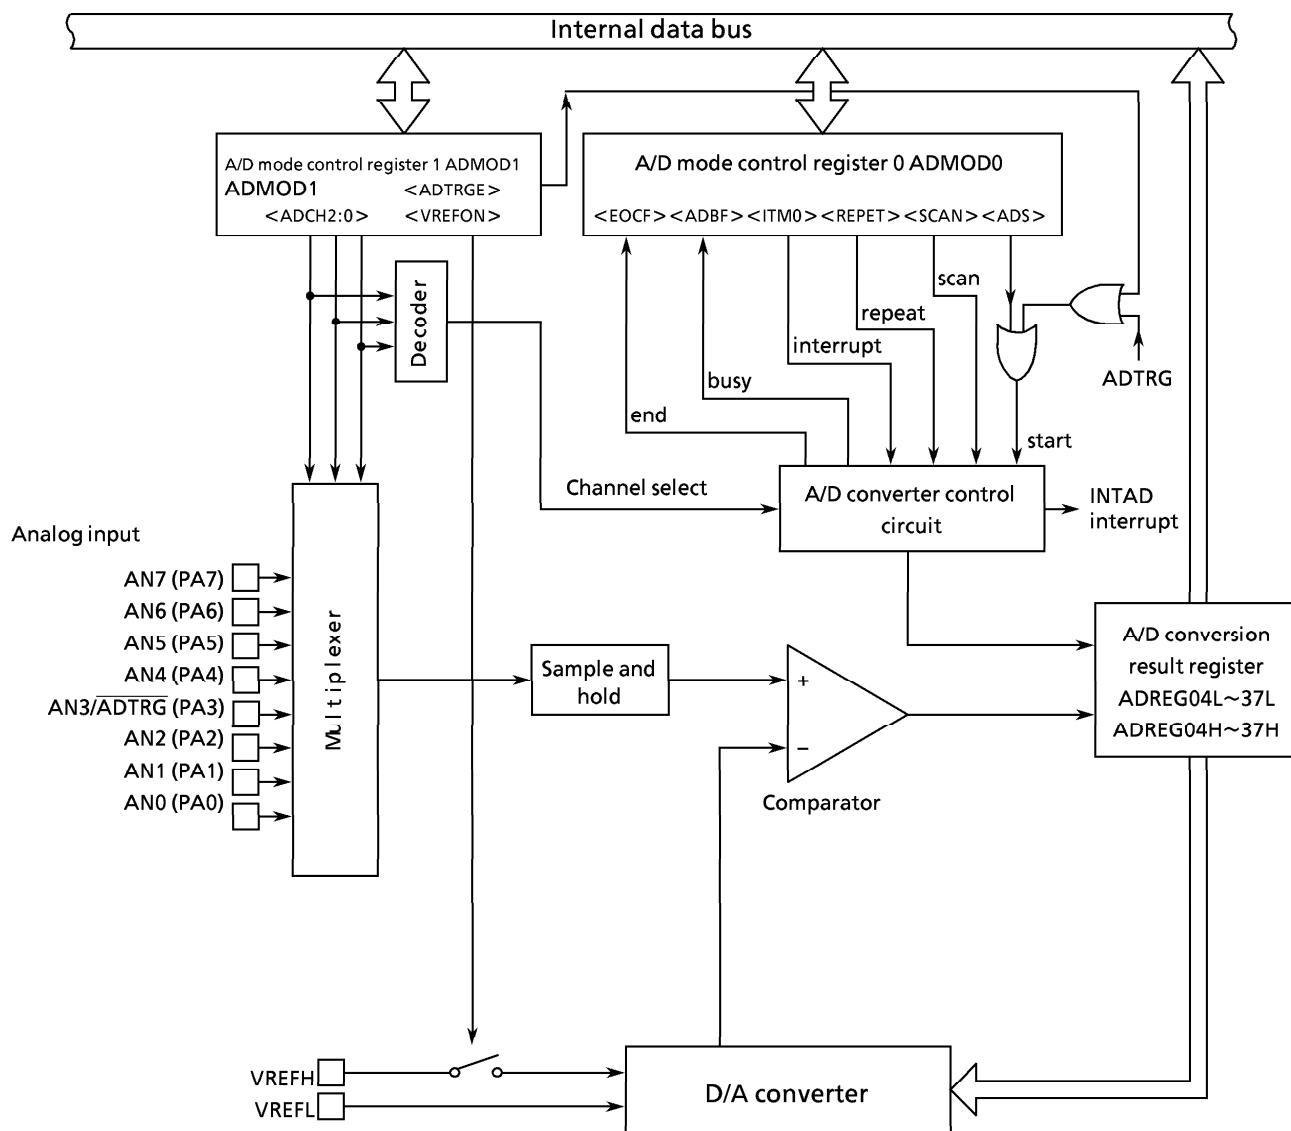 Internal data bus
A/D mode control register 1 ADMOD1
ADMOD1
<ADTRGE>
<ADCH2:0>
<VREFON>
A/D mode control register 0 ADMOD0
<EOCF> <ADBF> <ITM0> <REPET> <SCAN> <ADS>
Decoder
scan
repeat
interrupt
busy
end
ADTRG
start
Channel select
A/D converter control
circuit
INTAD
interrupt
Analog input
AN7 (PA7)
AN6 (PA6)
AN5 (PA5)
AN4 (PA4)
AN3/ADTRG (PA3)
AN2 (PA2)
AN1 (PA1)
AN0 (PA0)
Multiplexer
Sample and
hold
+
−
Comparator
A/D conversion
result register
ADREG04L~37L
ADREG04H~37H
VREFH
VREFL
D/A converter